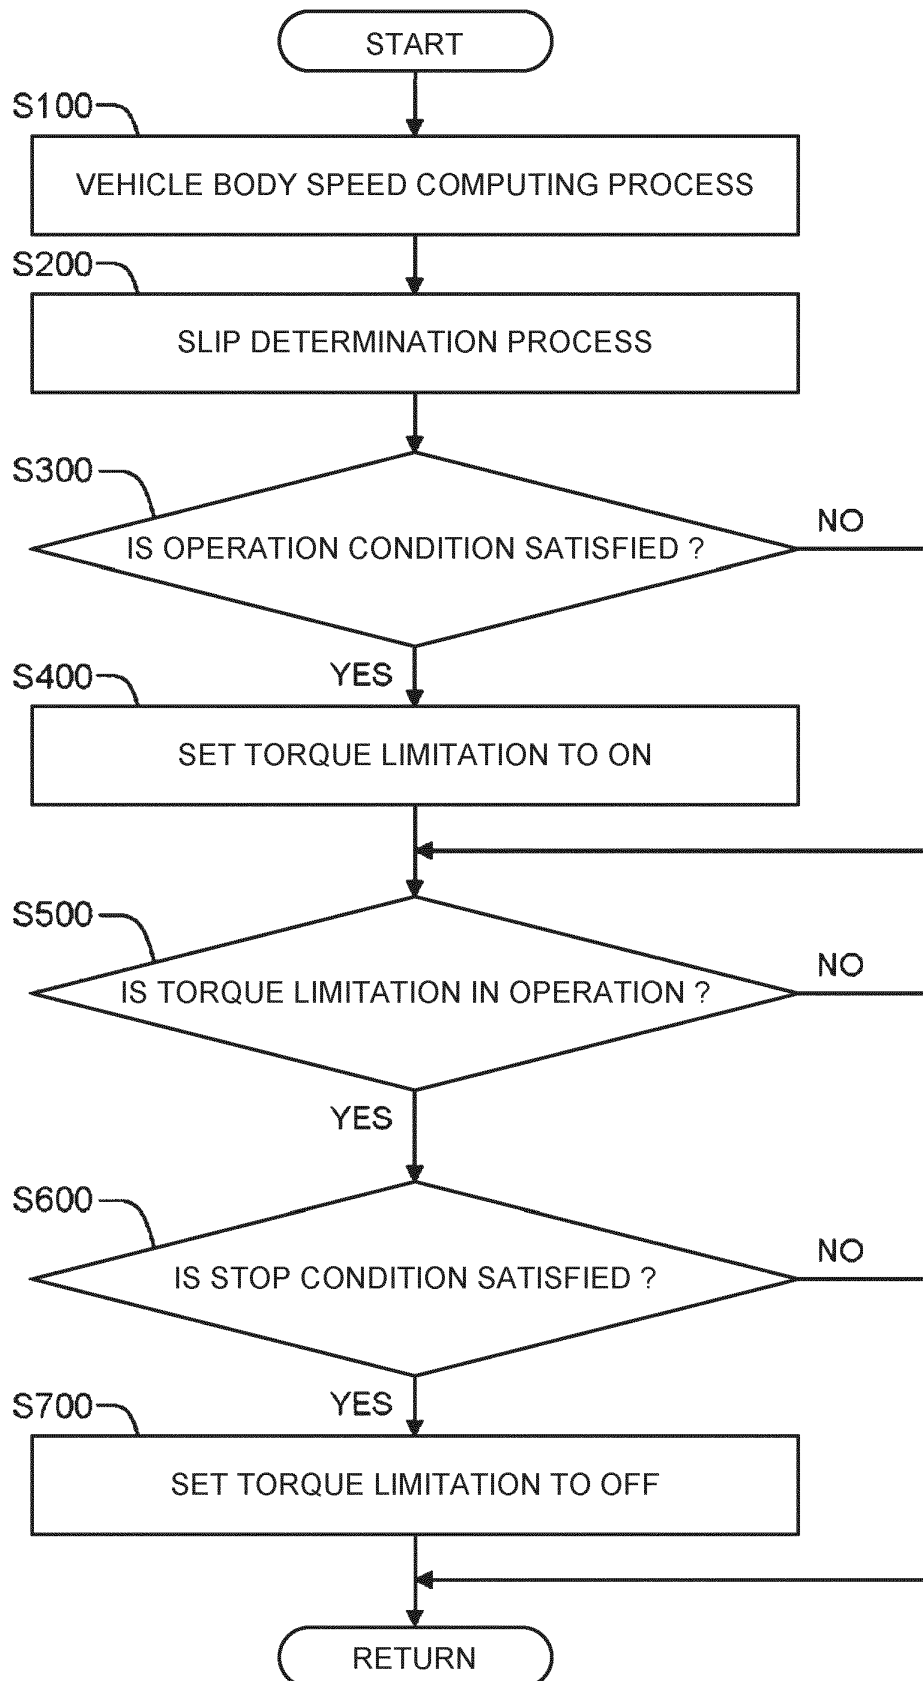 START
S100
VEHICLE BODY SPEED COMPUTING PROCESS
S200
SLIP DETERMINATION PROCESS
S300
IS OPERATION CONDITION SATISFIED ?
NO
YES
S400
SET TORQUE LIMITATION TO ON
S500
IS TORQUE LIMITATION IN OPERATION ?
NO
YES
S600
IS STOP CONDITION SATISFIED ?
NO
YES
S700
SET TORQUE LIMITATION TO OFF
RETURN